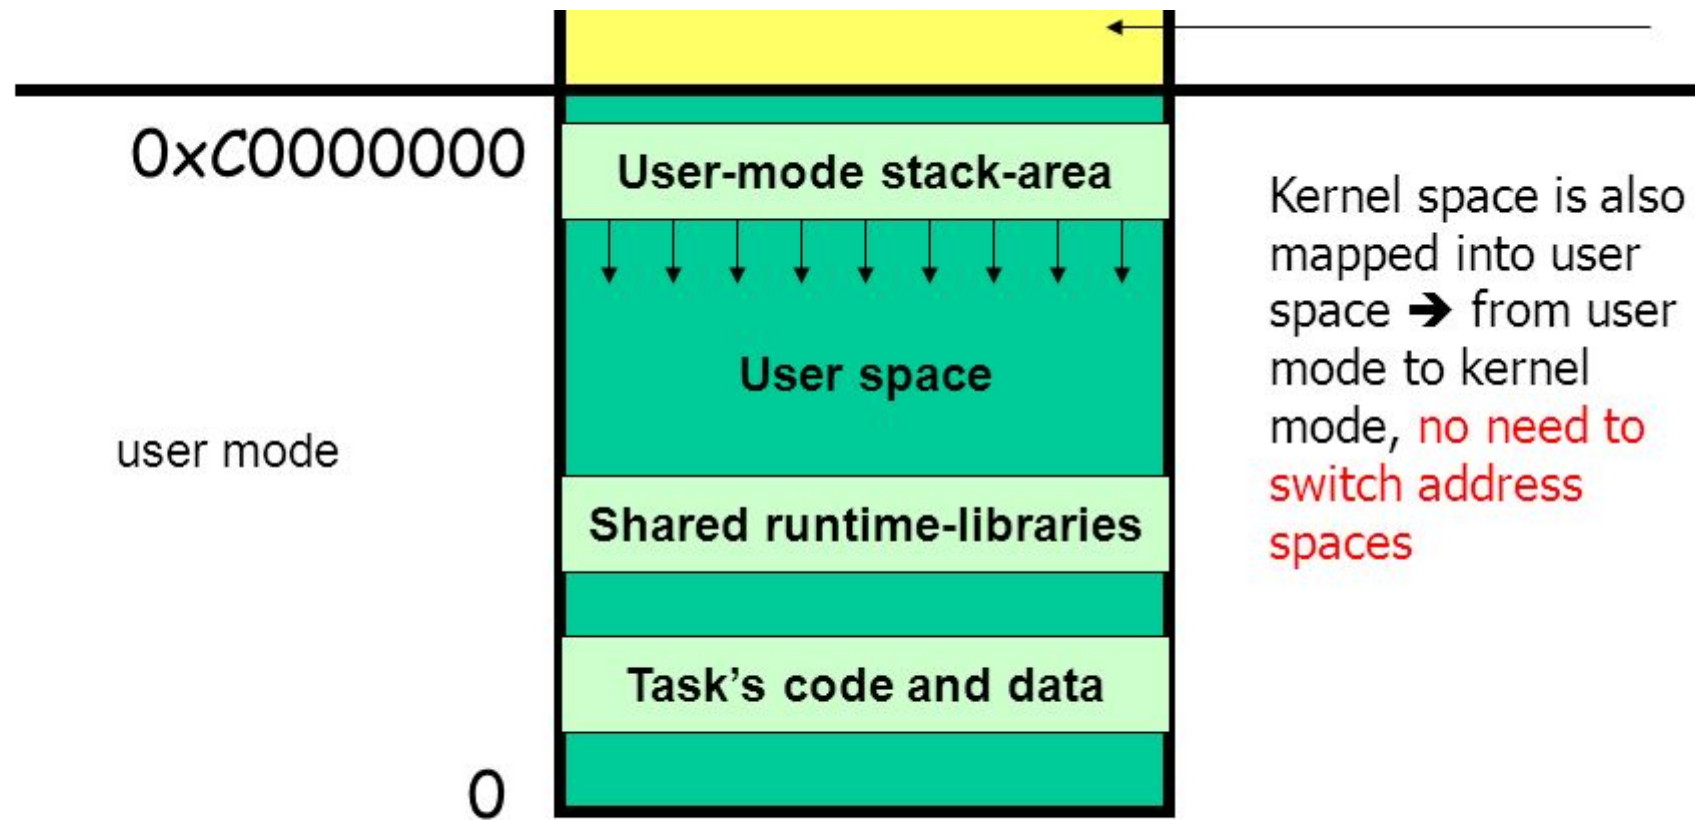 0xC0000000
User-mode stack-area
User space
user mode
Shared runtime-libraries
Task’s code and data
0
Kernel space is also
mapped into user
space ➔ from user
mode to kernel
mode, no need to
switch address
spaces